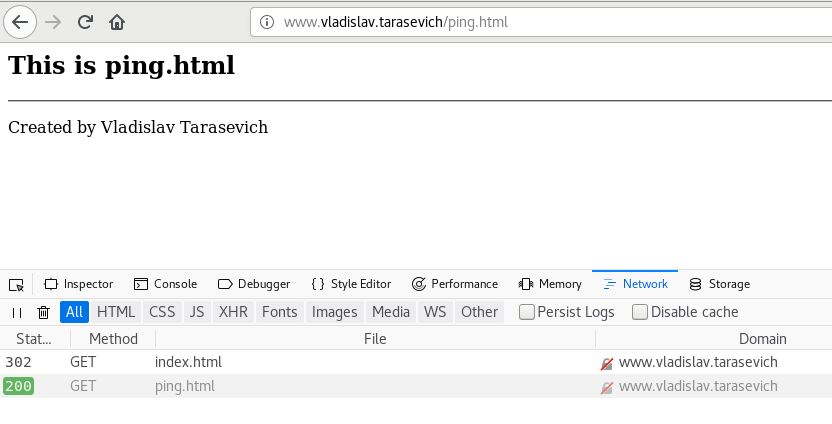 www.vladislav.tarasevich/ping.html
This is ping.html
Created by Vladislav Tarasevich
Inspector Console Debugger { } Style Editor Performance Memory Network Storage
All HTML CSS JS XHR Fonts Images Media WS Other Persist Logs Disable cache
Stat... Method File Domain
302 GET index.html www.vladislav.tarasevich
200 GET ping.html www.vladislav.tarasevich